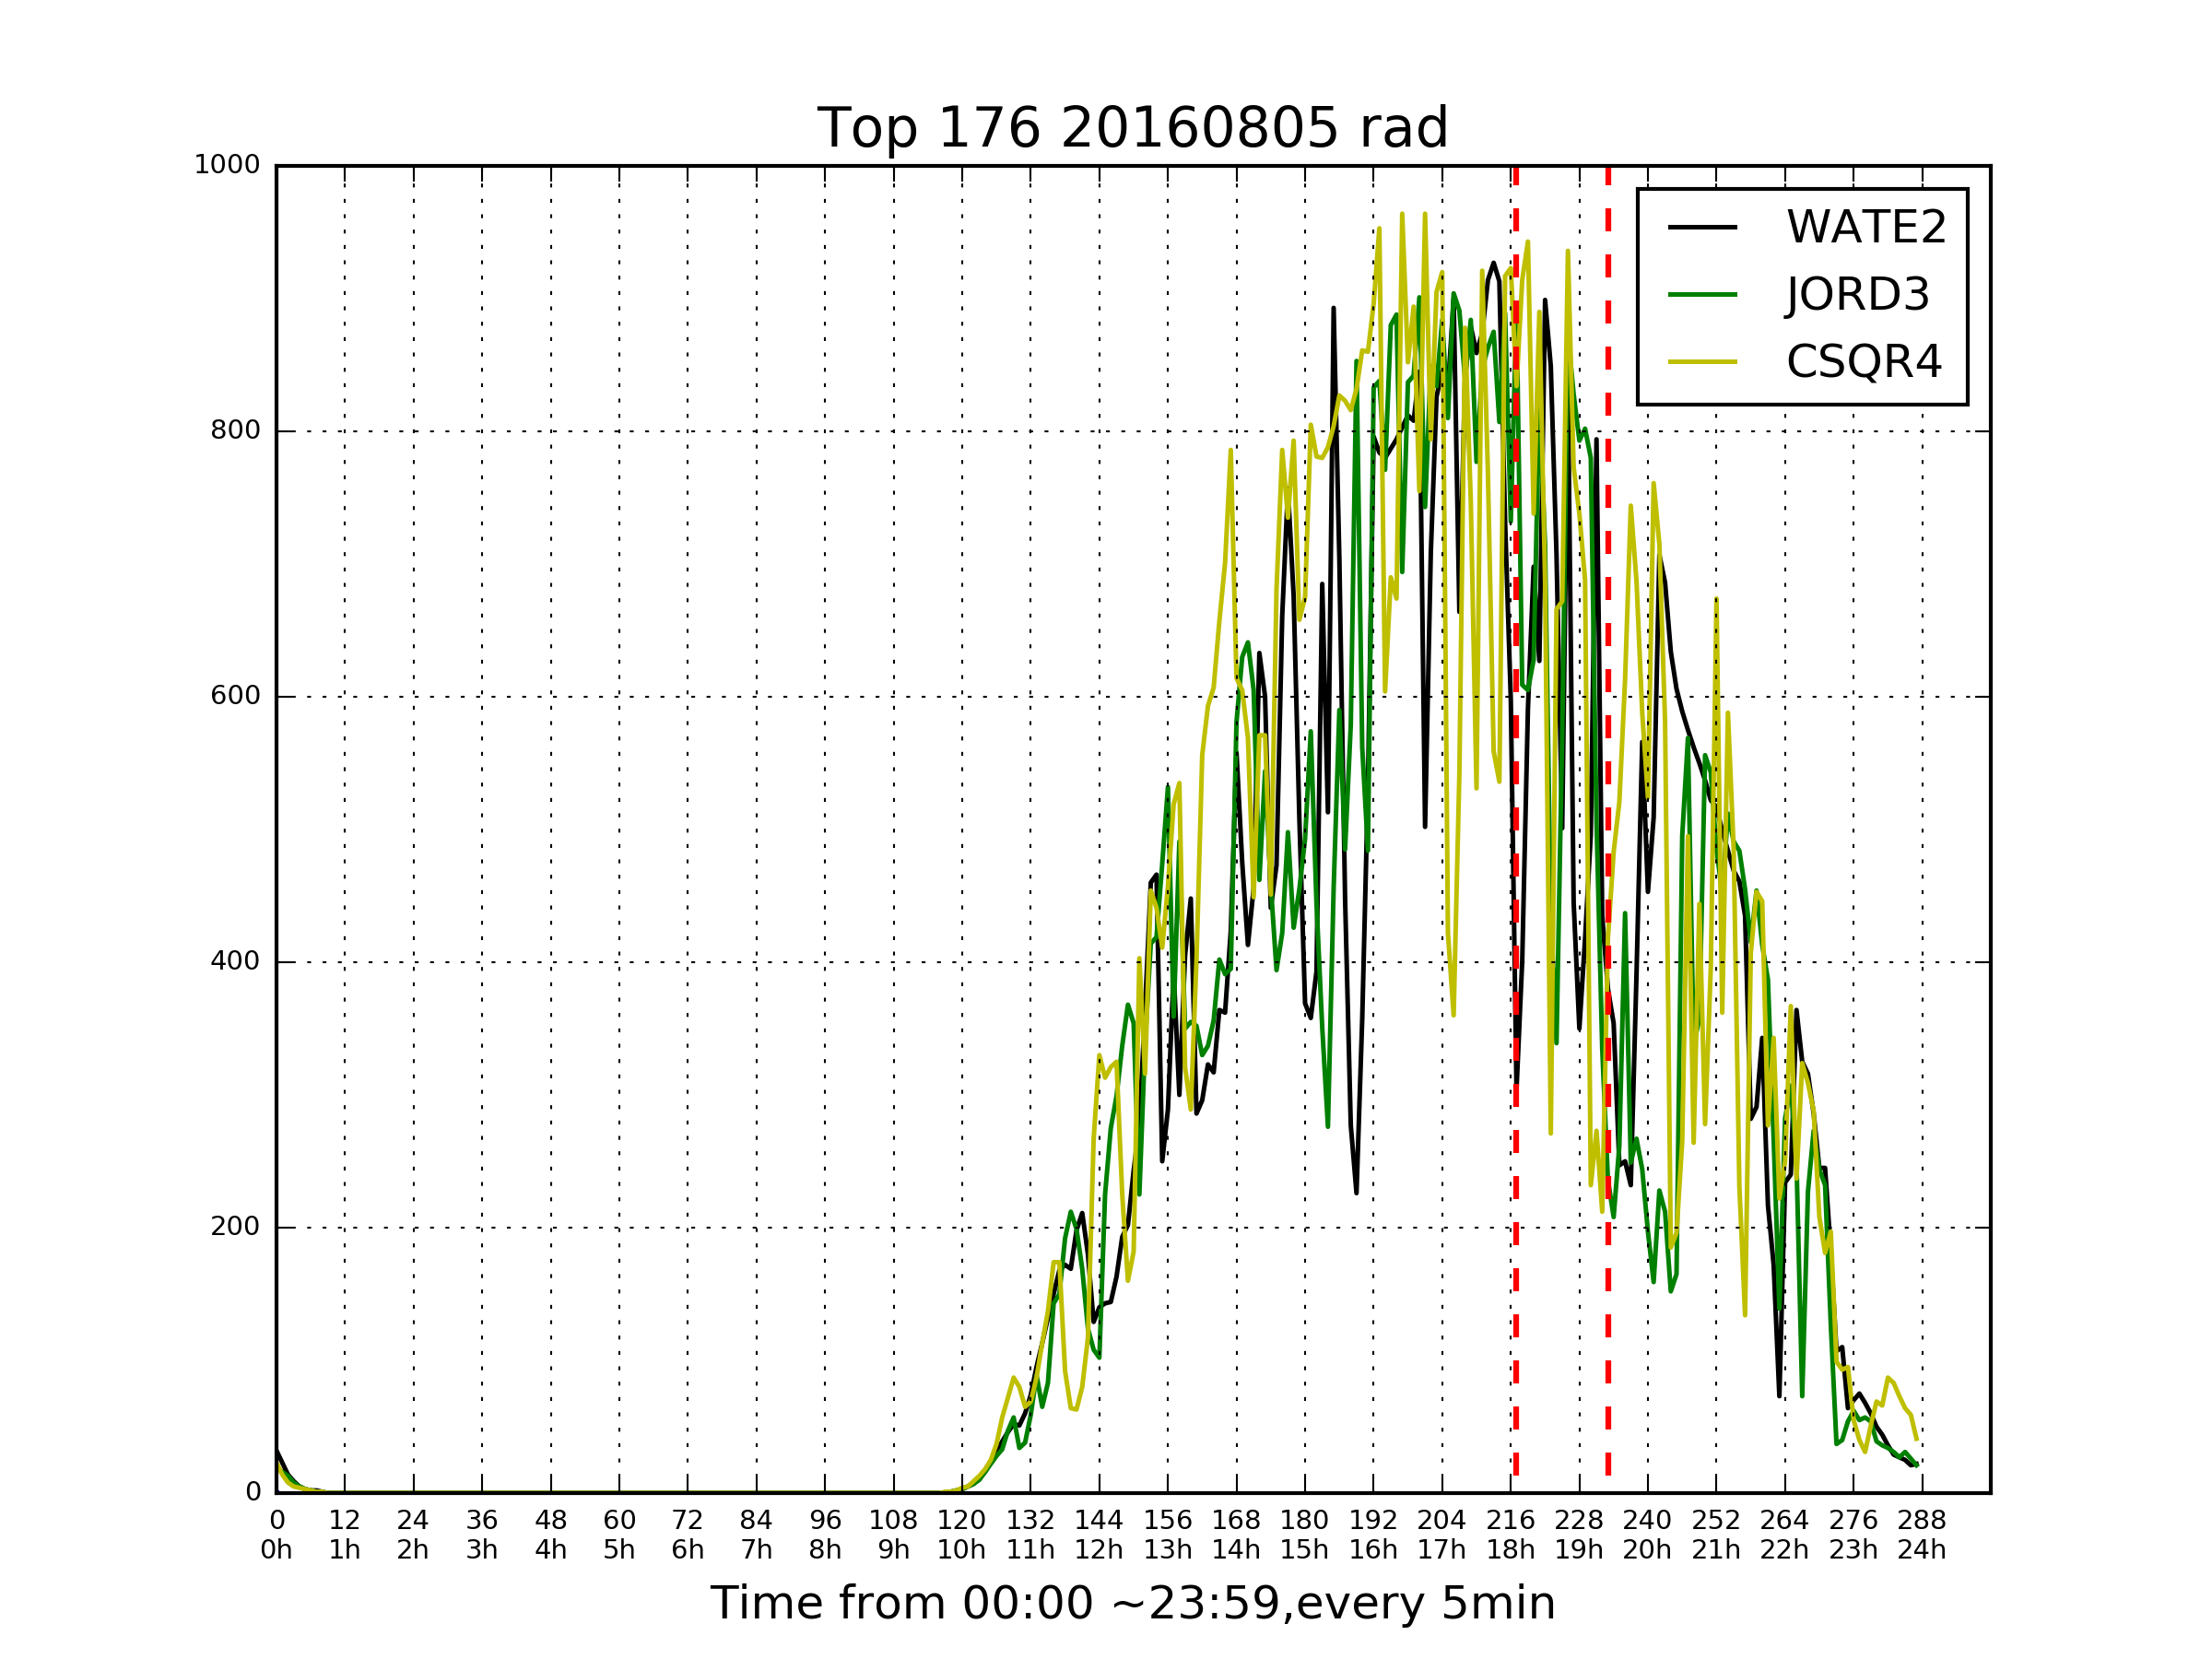 Top 176 20160805 rad
1000
800
600
400
200
0
WATE2
JORD3
CSQR4
0 12 24 36 48 60 72 84 96 108 120 132 144 156 168 180 192 204 216 228 240 252 264 276 288
0h 1h 2h 3h 4h 5h 6h 7h 8h 9h 10h 11h 12h 13h 14h 15h 16h 17h 18h 19h 20h 21h 22h 23h 24h
Time from 00:00 ~23:59,every 5min